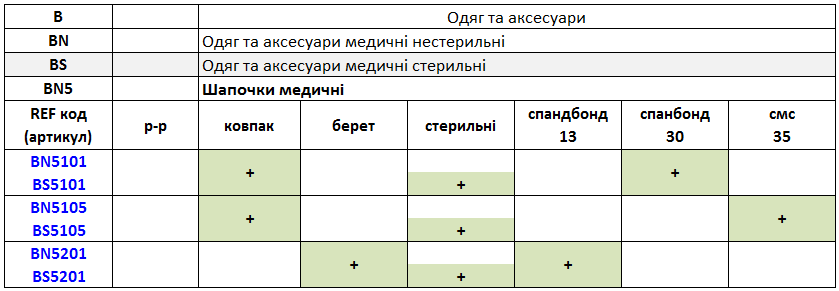 B Одяг та аксесуари
BN Одяг та аксесуари медичні нестерильні
BS Одяг та аксесуари медичні стерильні
BN5 Шапочки медичні
REF код (артикул) р-р ковпак берет стерильні спандбонд 13 спанбонд 30 смс 35
BN5101 + +
BS5101 +
BN5105 + +
BS5105 +
BN5201 + +
BS5201 +